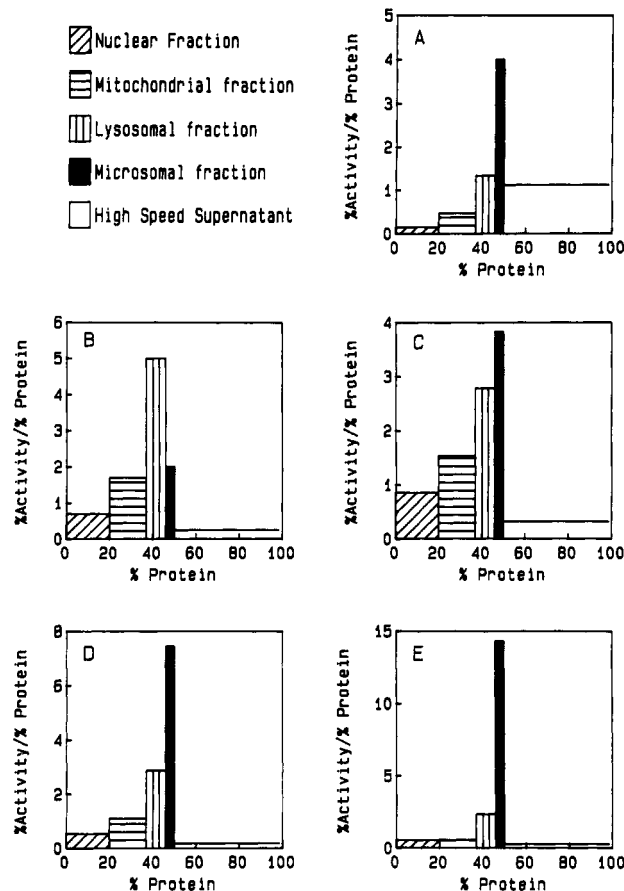 Nuclear Fraction
Mitochondrial fraction
Lysosomal fraction
Microsomal fraction
High Speed Supernatant
A
%Activity/% Protein
5
4
3
2
1
0
0 20 40 60 80 100
% Protein
B
%Activity/% Protein
6
5
4
3
2
1
0
0 20 40 60 80 100
% Protein
C
%Activity/% Protein
4
3
2
1
0
0 20 40 60 80 100
% Protein
D
%Activity/% Protein
8
6
4
2
0
0 20 40 60 80 100
% Protein
E
%Activity/% Protein
15
10
5
0
0 20 40 60 80 100
% Protein